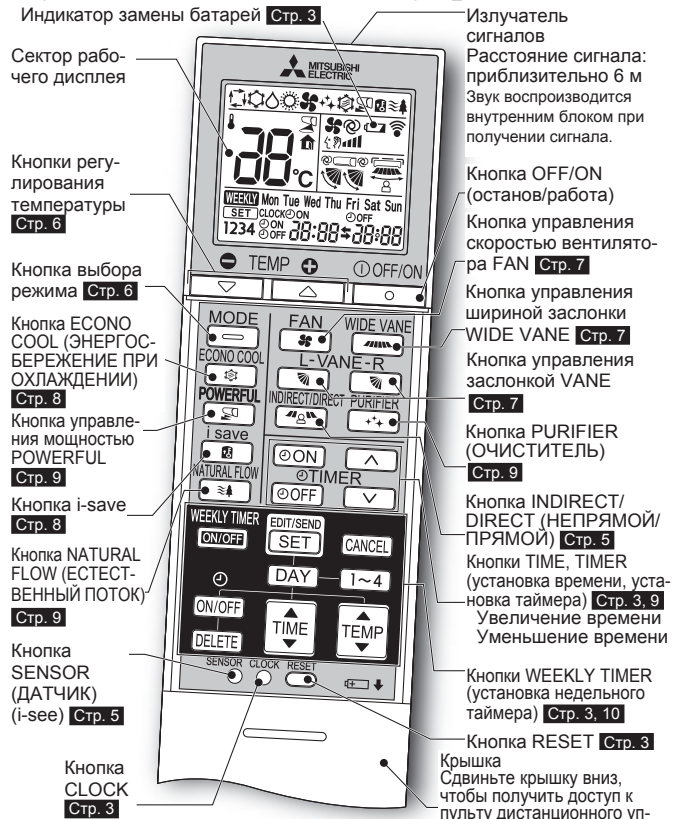 Индикатор замены батарей Стр. 3
Сектор рабо-
чего дисплея
Кнопки регу-
лирования
температуры
Стр. 6
Кнопка выбора
режима Стр. 6
Кнопка ECONO
COOL (ЭНЕРГОС-
БЕРЕЖЕНИЕ ПРИ
ОХЛАЖДЕНИИ)
Стр. 8
Кнопка управле-
ния мощностью
POWERFUL
Стр. 9
Кнопка i-save
Стр. 8
Кнопка NATURAL
FLOW (ЕСТЕСТ-
ВЕННЫЙ ПОТОК)
Стр. 9
Кнопка
SENSOR
(ДАТЧИК)
(i-see) Стр. 5
Кнопка
CLOCK
Стр. 3
MITSUBISHI
ELECTRIC
88 °C
WEEKLY Mon Tue Wed Thu Fri Sat Sun
SET CLOCK ON OFF
1234 ON OFF 88:88 88:88
TEMP OFF/ON
MODE FAN WIDE VANE
ECONO COOL L-VANE-R
POWERFUL INDIRECT/DIRECT PURIFIER
i save
ON
TIMER
NATURAL FLOW OFF
WEEKLY TIMER EDIT/SEND
ON/OFF SET CANCEL
DAY 1~4
ON/OFF TIME TEMP
DELETE
SENSOR CLOCK RESET
Излучатель
сигналов
Расстояние сигнала:
приблизительно 6 м
Звук воспроизводится
внутренним блоком при
получении сигнала.
Кнопка OFF/ON
(останов/работа)
Кнопка управления
скоростью вентилято-
ра FAN Стр. 7
Кнопка управления
шириной заслонки
WIDE VANE Стр. 7
Кнопка управления
заслонкой VANE
Стр. 7
Кнопка PURIFIER
(ОЧИСТИТЕЛЬ)
Стр. 9
Кнопка INDIRECT/
DIRECT (НЕПРЯМОЙ/
ПРЯМОЙ) Стр. 5
Кнопки TIME, TIMER
(установка времени, уста-
новка таймера) Стр. 3, 9
Увеличение времени
Уменьшение времени
Кнопки WEEKLY TIMER
(установка недельного
таймера) Стр. 3, 10
Кнопка RESET Стр. 3
Крышка
Сдвиньте крышку вниз,
чтобы получить доступ к
пульту дистанционного уп-